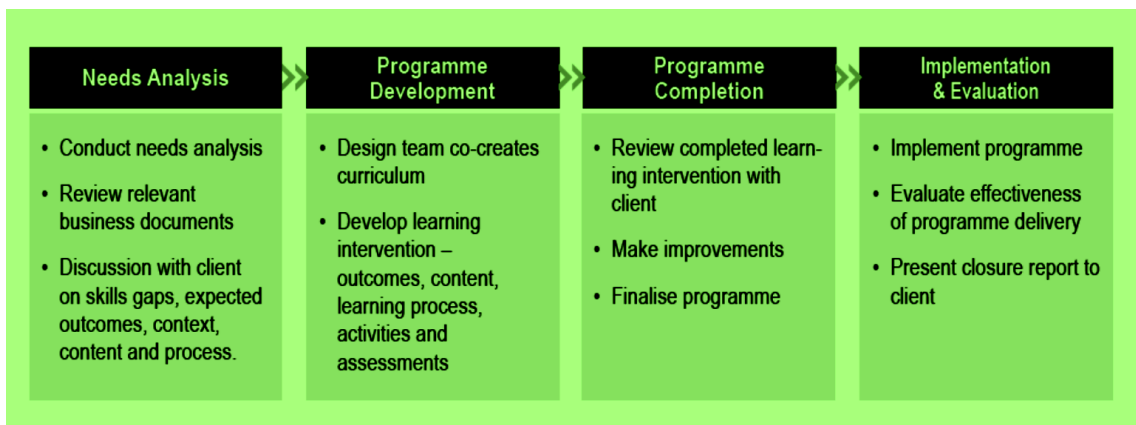 Needs Analysis
• Conduct needs analysis
• Review relevant
business documents
• Discussion with client
on skills gaps, expected
outcomes, context,
content and process.
Programme
Development
• Design team co-creates
curriculum
• Develop learning
intervention –
outcomes, content,
learning process,
activities and
assessments
Programme
Completion
• Review completed learn-
ing intervention with
client
• Make improvements
• Finalise programme
Implementation
& Evaluation
• Implement programme
• Evaluate effectiveness
of programme delivery
• Present closure report to
client